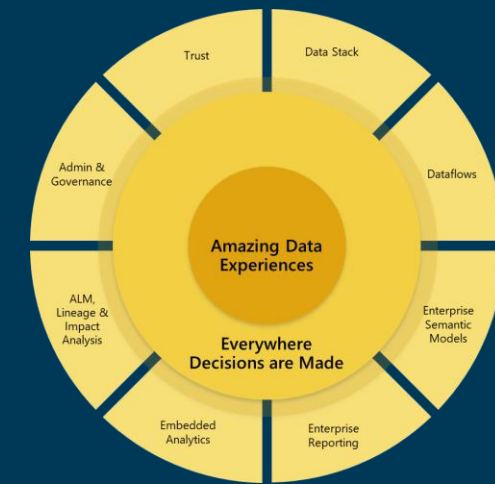 Trust
Data Stack
Admin &
Governance
Dataflows
Amazing Data
Experiences
ALM,
Lineage &
Impact
Analysis
Enterprise
Semantic
Models
Everywhere
Decisions are Made
Embedded
Analytics
Enterprise
Reporting